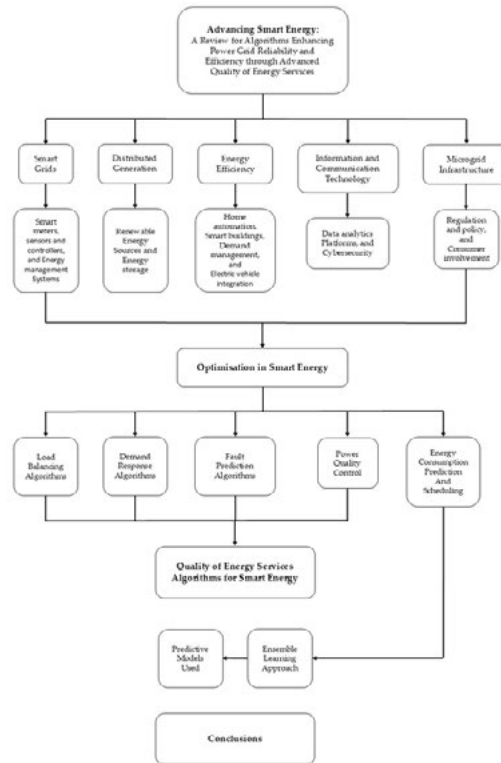 Advancing Smart Energy:
A Review for Algorithms Enhancing
Power Grid Reliability and
Efficiency through Advanced
Quality of Energy Services
Smart
Grids
Distributed
Generation
Energy
Efficiency
Information and
Communication
Technology
Microgrid
Infrastructure
Smart
meters,
sensors and
controllers,
and Energy
management
Systems
Renewable
Energy
Sources and
Energy
storage
Home
automation,
Smart buildings,
Demand
management,
and
Electric vehicle
integration
Data analytics
Platforms, and
Cybersecurity
Regulation
and policy,
and
Consumer
involvement
Optimisation in Smart Energy
Load
Balancing
Algorithms
Demand
Response
Algorithms
Fault
Prediction
Algorithms
Power
Quality
Control
Energy
Consumption
Prediction
And
Scheduling
Quality of Energy Services
Algorithms for Smart Energy
Predictive
Models
Used
Ensemble
Learning
Approach
Conclusions